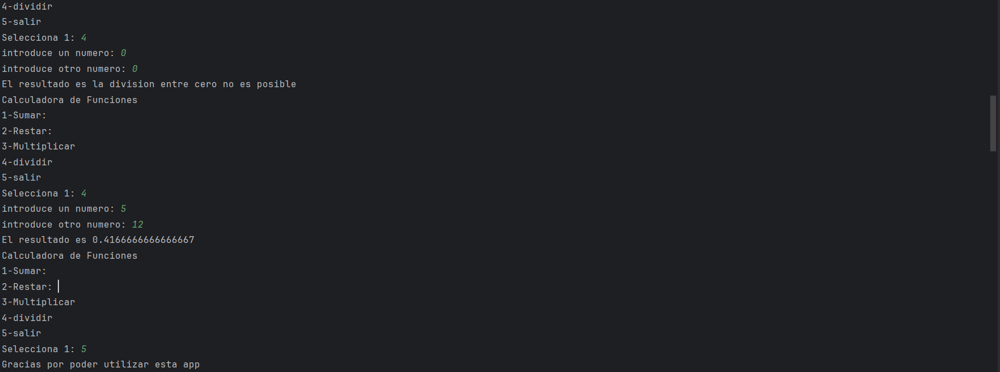 4-dividir
5-salir
Selecciona 1: 4
introduce un numero: 0
introduce otro numero: 0
El resultado es la division entre cero no es posible
Calculadora de Funciones
1-Sumar:
2-Restar:
3-Multiplicar
4-dividir
5-salir
Selecciona 1: 4
introduce un numero: 5
introduce otro numero: 12
El resultado es 0.4166666666666667
Calculadora de Funciones
1-Sumar:
2-Restar:
3-Multiplicar
4-dividir
5-salir
Selecciona 1: 5
Gracias por poder utilizar esta app